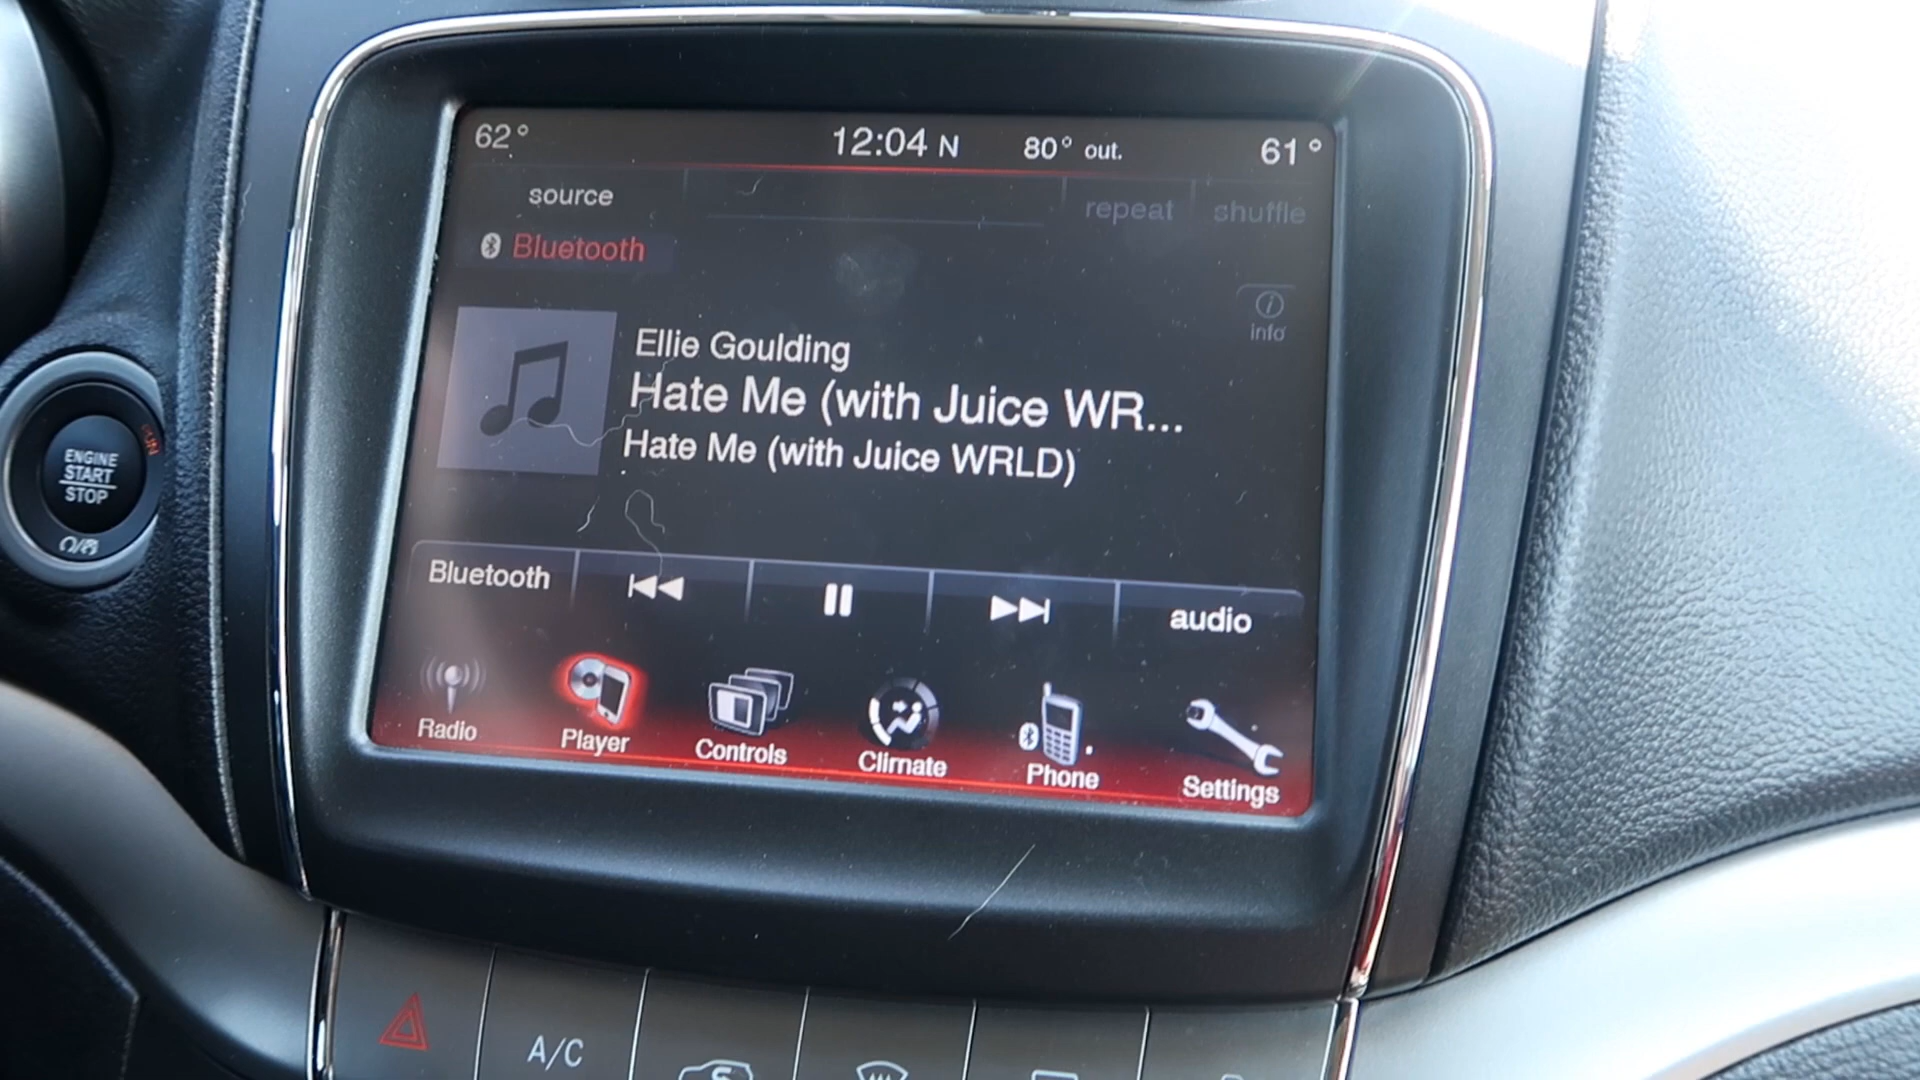 62° 12:04 N 80° out. 61°
source repeat shuffle
Bluetooth
info
Ellie Goulding
Hate Me (with Juice WR...
Hate Me (with Juice WRLD)
Bluetooth audio
Radio Player Controls Climate Phone Settings
RUN
ENGINE
START
STOP
A/C